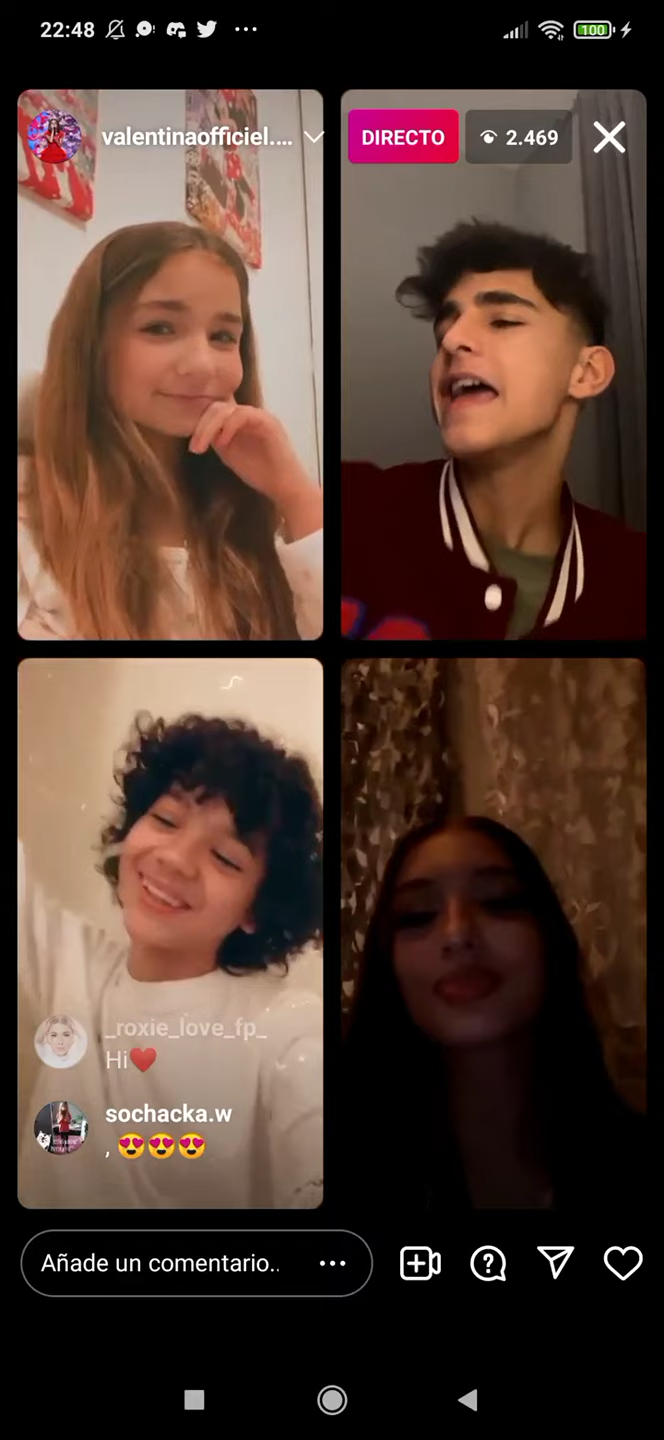 22:48
100
valentinaofficiel....
DIRECTO
2.469
_roxie_love_fp_
Hi❤️
sochacka.w
, 😍😍😍
Añade un comentario..